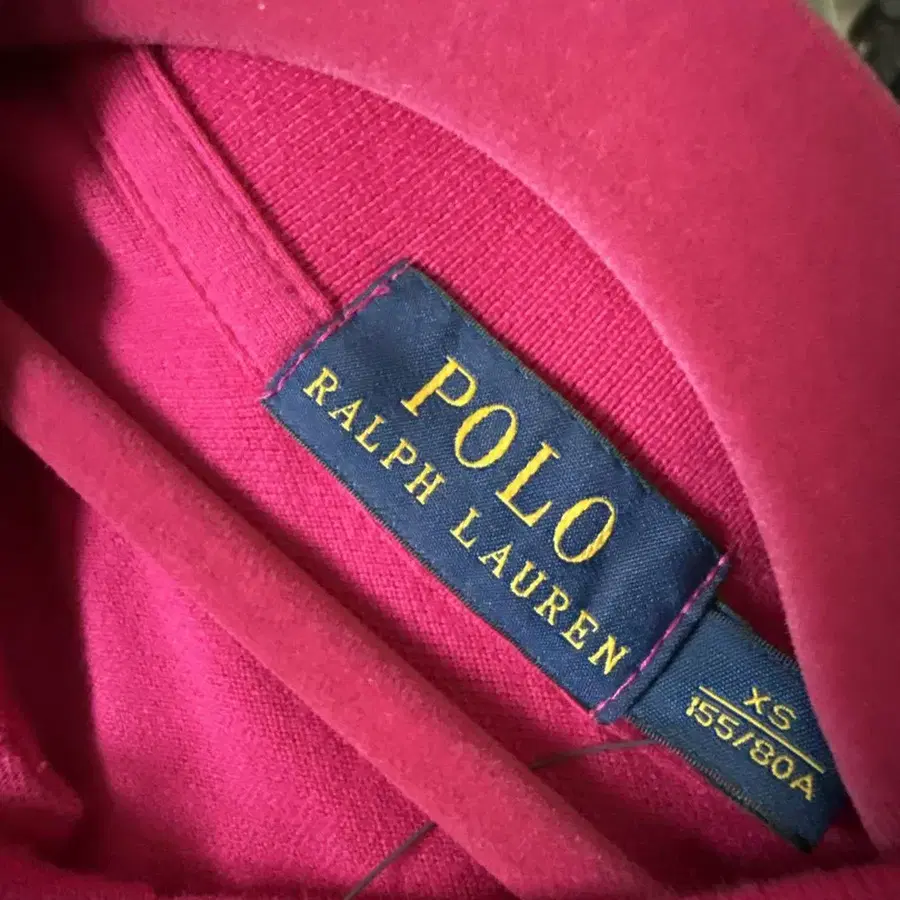 POLO
RALPH LAUREN
XS
155/80A